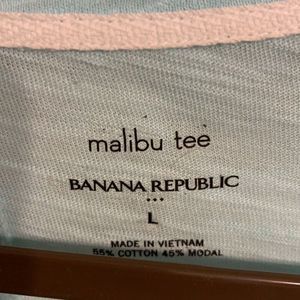 malibu tee
BANANA REPUBLIC
...
L
MADE IN VIETNAM
55% COTTON 45% MODAL